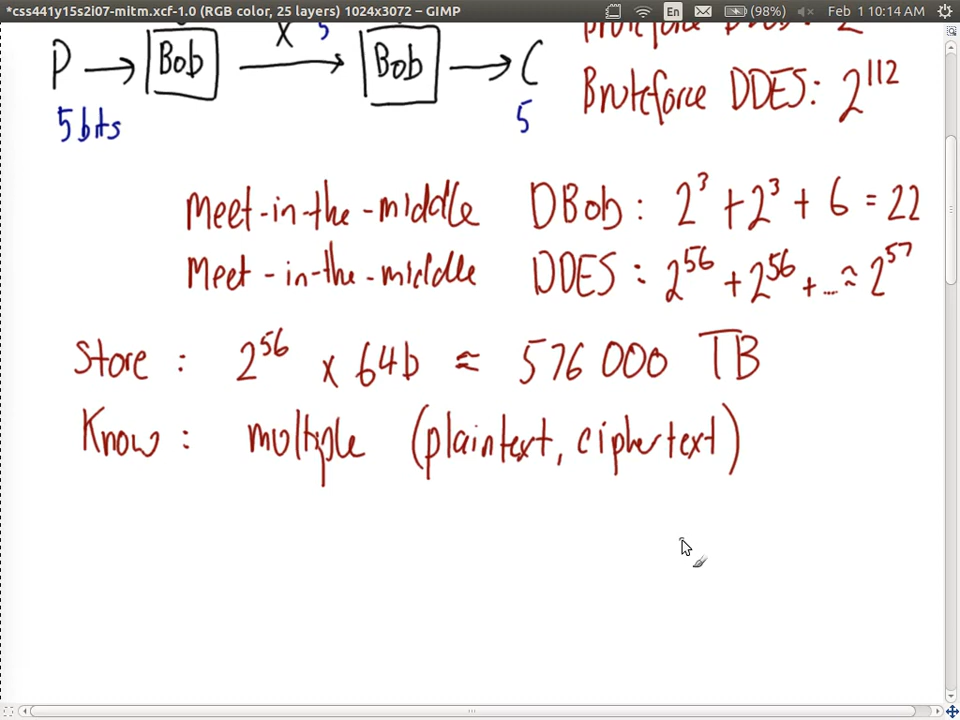 *css441y15s2i07-mitm.xcf-1.0 (RGB color, 25 layers) 1024x3072 – GIMP
En (98%) Feb 1 10:14 AM
P → Bob X 5 → Bob → C
5 bits 5
Bruteforce DDES: 2^112
Meet-in-the-middle DBob: 2^3 + 2^3 + 6 = 22
Meet-in-the-middle DDES: 2^56 + 2^56 + ... ≈ 2^57
Store: 2^56 x 64b ≈ 576 000 TB
Know: multiple (plaintext, ciphertext)